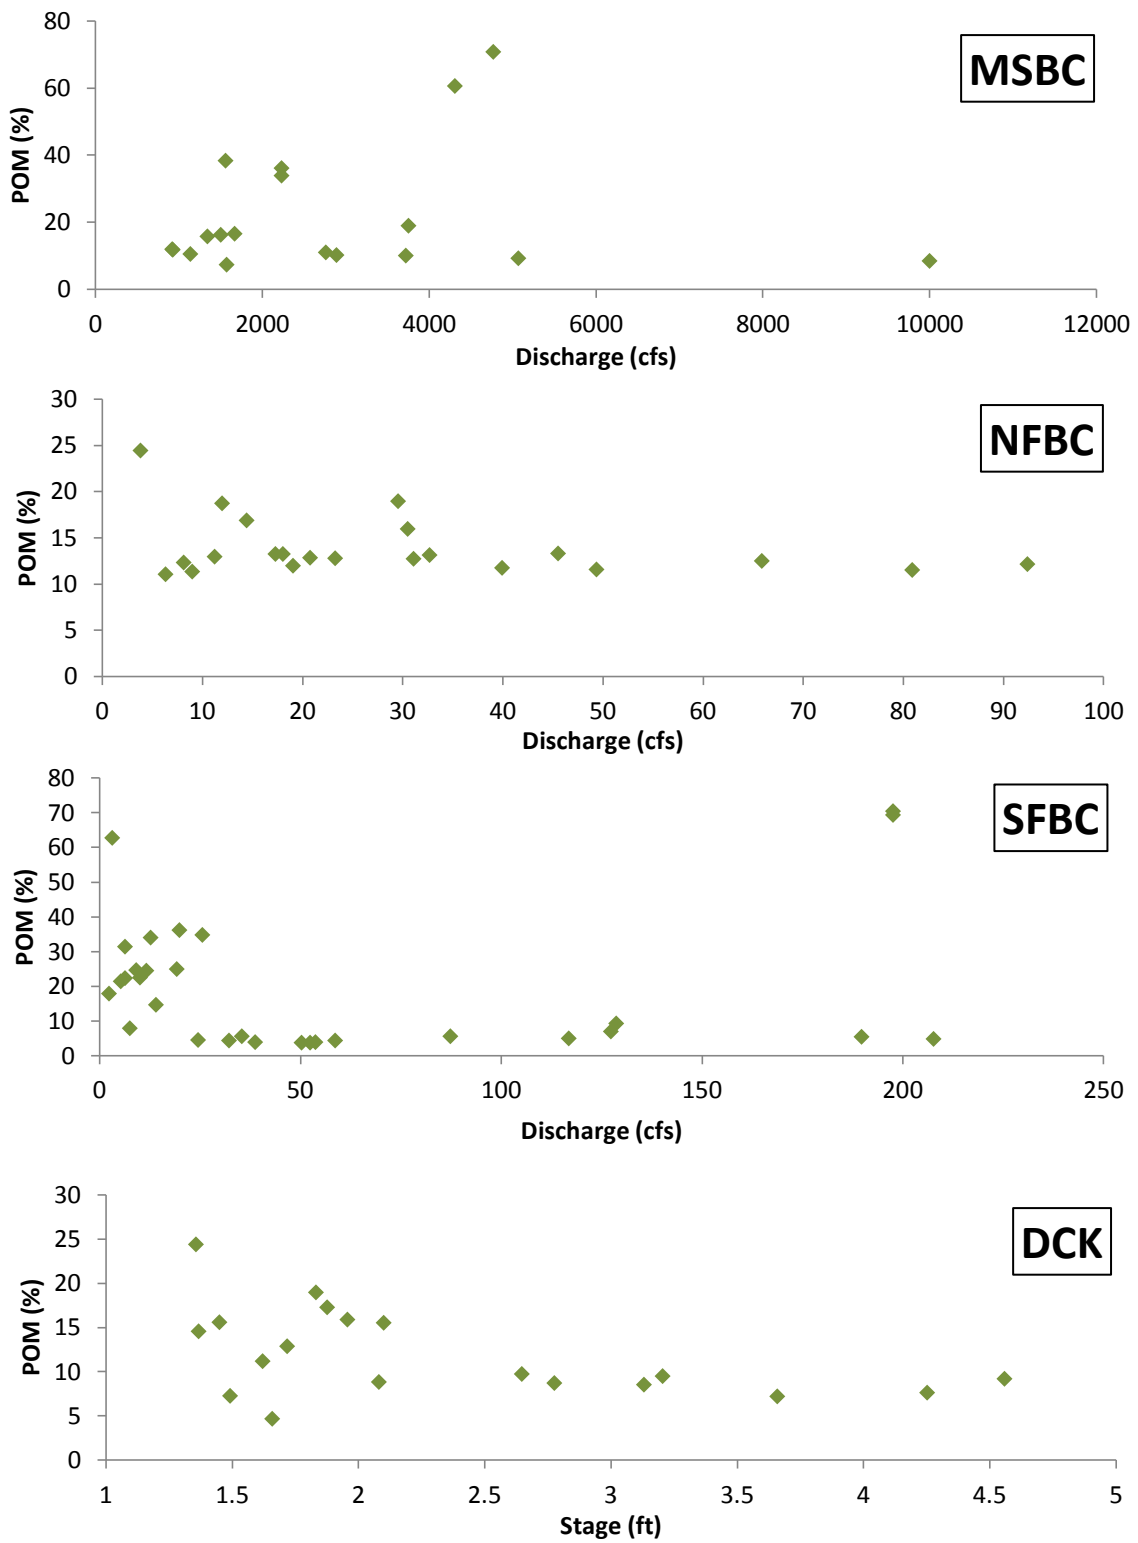 80
60
40
20
0
POM (%)
MSBC
0 2000 4000 6000 8000 10000 12000
Discharge (cfs)
30
25
20
15
10
5
0
POM (%)
NFBC
0 10 20 30 40 50 60 70 80 90 100
Discharge (cfs)
80
70
60
50
40
30
20
10
0
POM (%)
SFBC
0 50 100 150 200 250
Discharge (cfs)
30
25
20
15
10
5
0
POM (%)
DCK
1 1.5 2 2.5 3 3.5 4 4.5 5
Stage (ft)